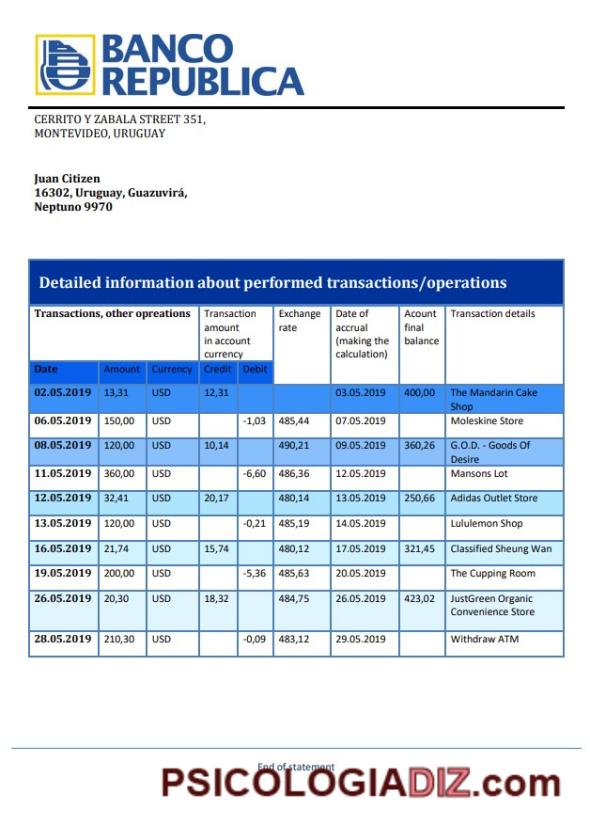 BANCO
REPUBLICA
CERRITO Y ZABALA STREET 351,
MONTEVIDEO, URUGUAY
Juan Citizen
16302, Uruguay, Guazuvirá,
Neptuno 9970
Detailed information about performed transactions/operations
Transactions, other opreations Transaction amount in account currency Exchange rate Date of accrual (making the calculation) Acount final balance Transaction details
Date Amount Currency Credit Debit
02.05.2019 13,31 USD 12,31 03.05.2019 400,00 The Mandarin Cake Shop
06.05.2019 150,00 USD -1,03 485,44 07.05.2019 Moleskine Store
08.05.2019 120,00 USD 10,14 490,21 09.05.2019 360,26 G.O.D. - Goods Of Desire
11.05.2019 360,00 USD -6,60 486,36 12.05.2019 Mansons Lot
12.05.2019 32,41 USD 20,17 480,14 13.05.2019 250,66 Adidas Outlet Store
13.05.2019 120,00 USD -0,21 485,19 14.05.2019 Lululemon Shop
16.05.2019 21,74 USD 15,74 480,12 17.05.2019 321,45 Classified Sheung Wan
19.05.2019 200,00 USD -5,36 485,63 20.05.2019 The Cupping Room
26.05.2019 20,30 USD 18,32 484,75 26.05.2019 423,02 JustGreen Organic Convenience Store
28.05.2019 210,30 USD -0,09 483,12 29.05.2019 Withdraw ATM
End of statement
PSICOLOGIADIZ.com